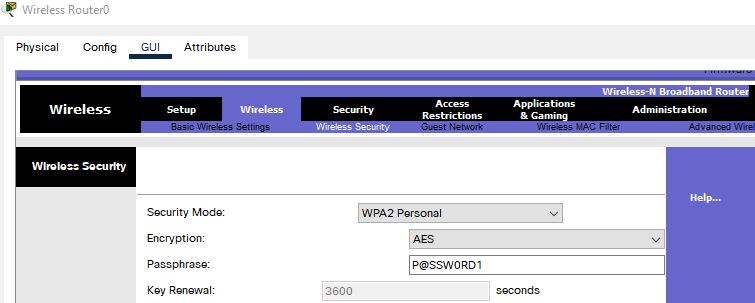 Wireless Router0
Physical Config GUI Attributes
Wireless-N Broadband Router
Wireless Setup Wireless Security Access Restrictions Applications & Gaming Administration
Basic Wireless Settings Wireless Security Guest Network Wireless MAC Filter
Wireless Security
Help...
Security Mode: WPA2 Personal
Encryption: AES
Passphrase: P@SSW0RD1
Key Renewal: 3600 seconds